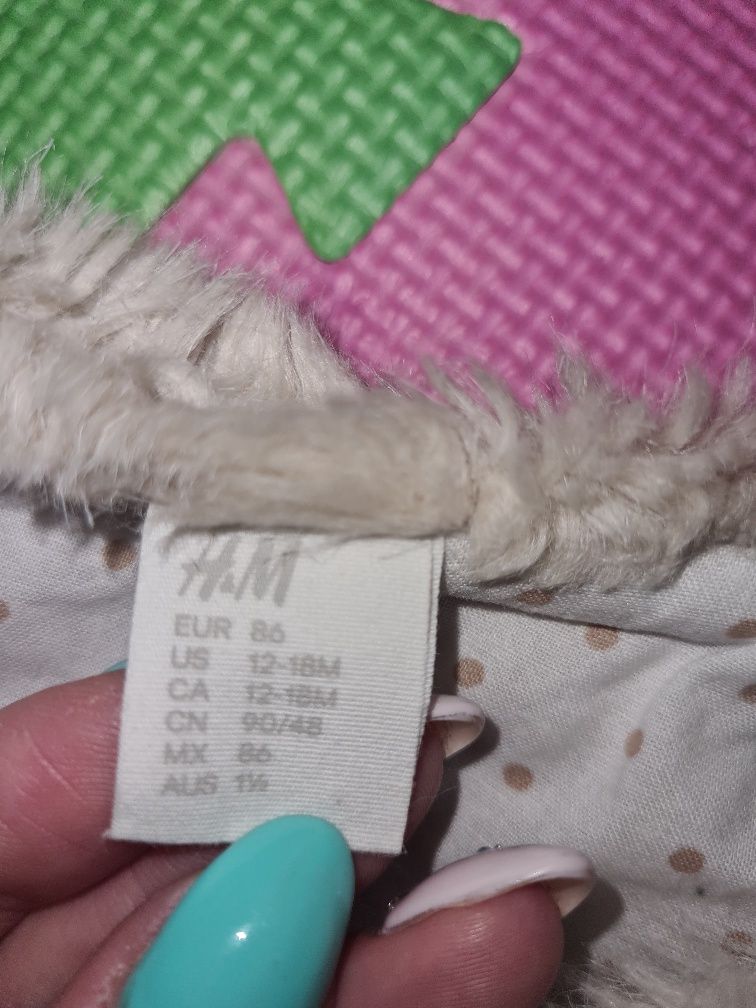 H&M
EUR 86
US 12-18M
CA 12-18M
CN 90/48
MX 86
AUS 1½